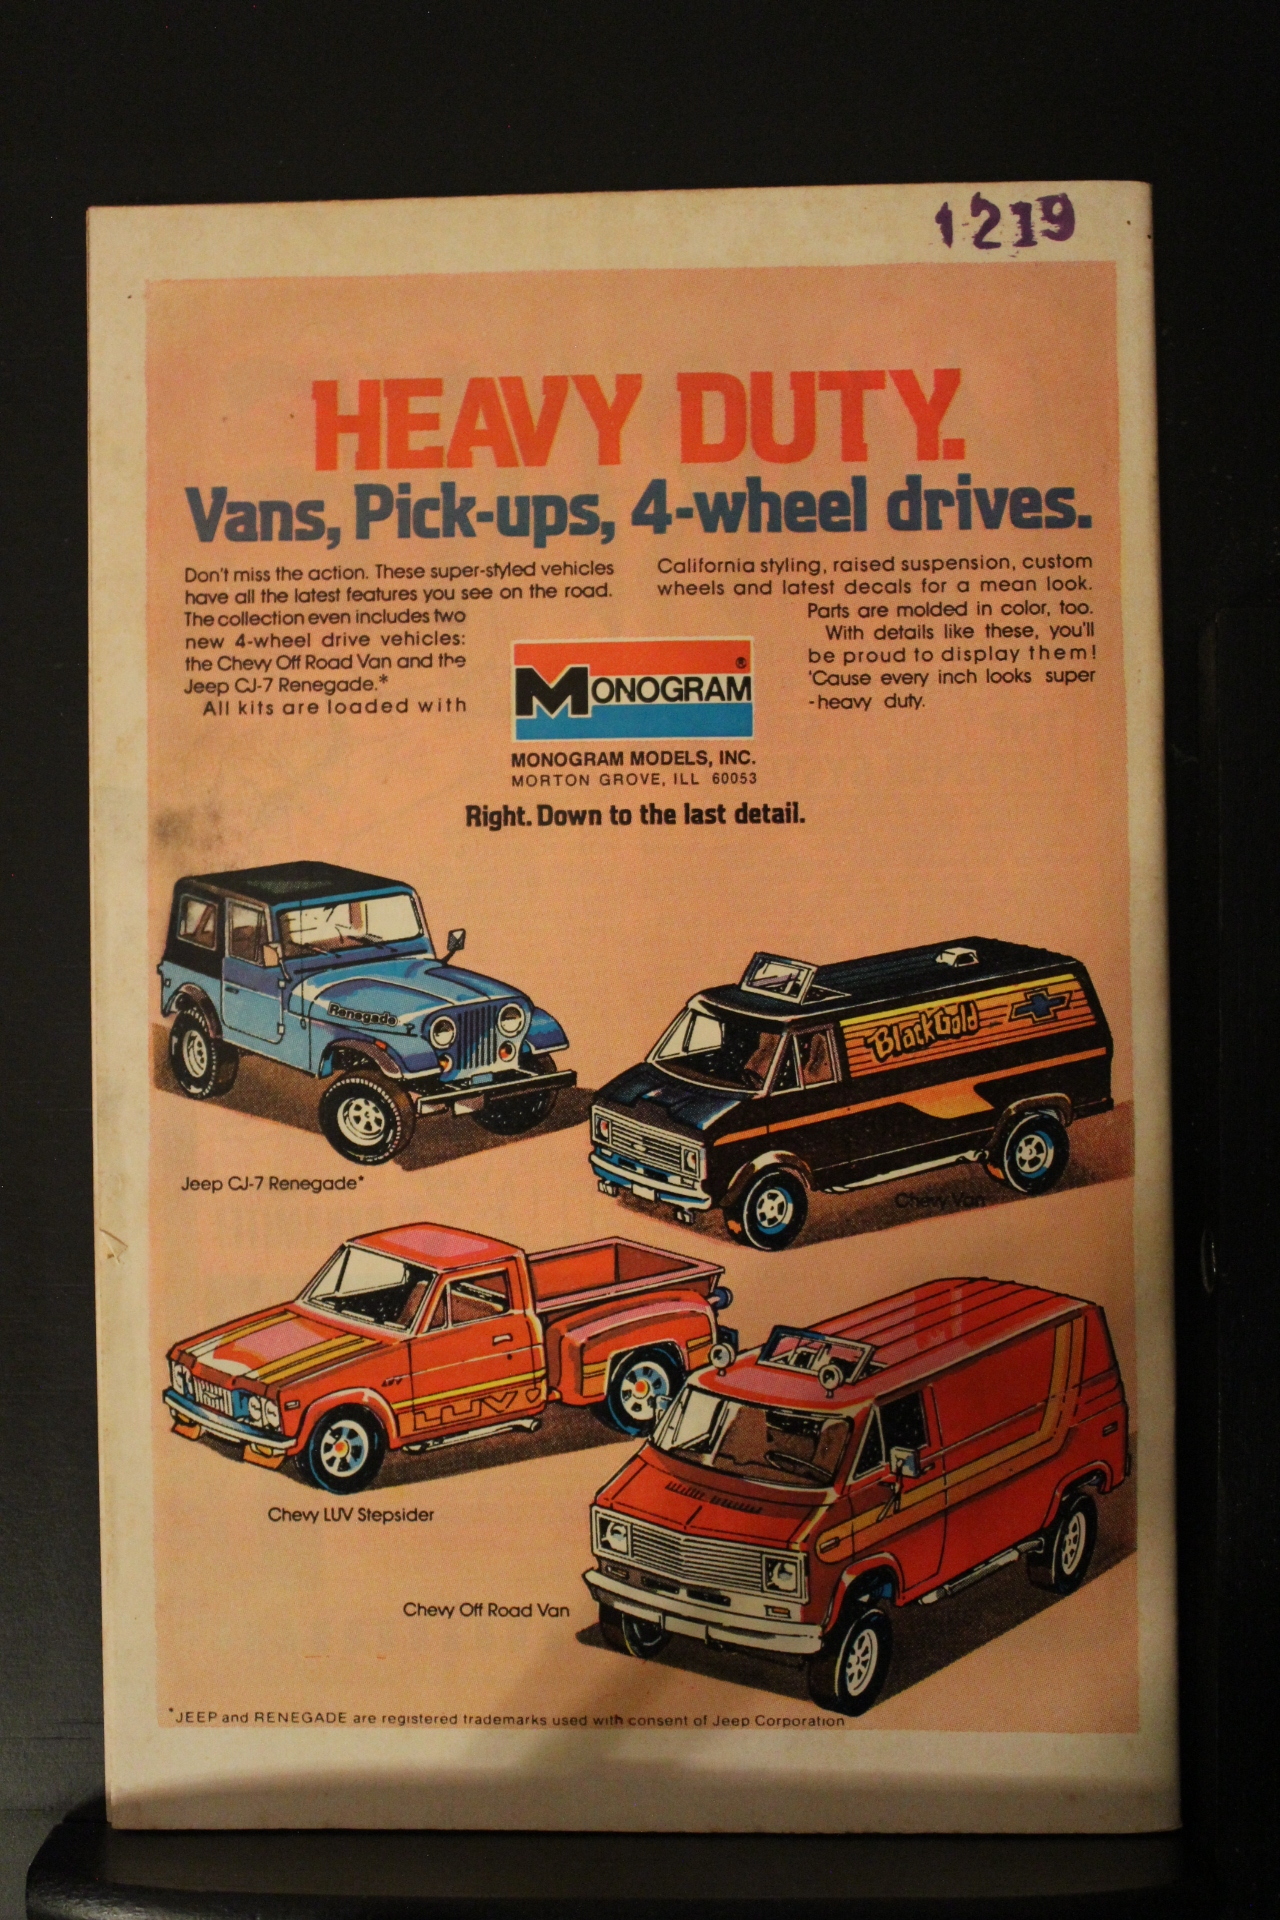 1219
HEAVY DUTY.
Vans, Pick-ups, 4-wheel drives.
Don't miss the action. These super-styled vehicles
have all the latest features you see on the road.
The collection even includes two
new 4-wheel drive vehicles:
the Chevy Off Road Van and the
Jeep CJ-7 Renegade.*
All kits are loaded with
California styling, raised suspension, custom
wheels and latest decals for a mean look.
Parts are molded in color, too.
With details like these, you'll
be proud to display them!
'Cause every inch looks super
-heavy duty.
MONOGRAM®
MONOGRAM MODELS, INC.
MORTON GROVE, ILL 60053
Right. Down to the last detail.
Renegade
Jeep CJ-7 Renegade*
Black Gold
Chevy Van
LUV
LUV
Chevy LUV Stepsider
Chevy Off Road Van
*JEEP and RENEGADE are registered trademarks used with consent of Jeep Corporation